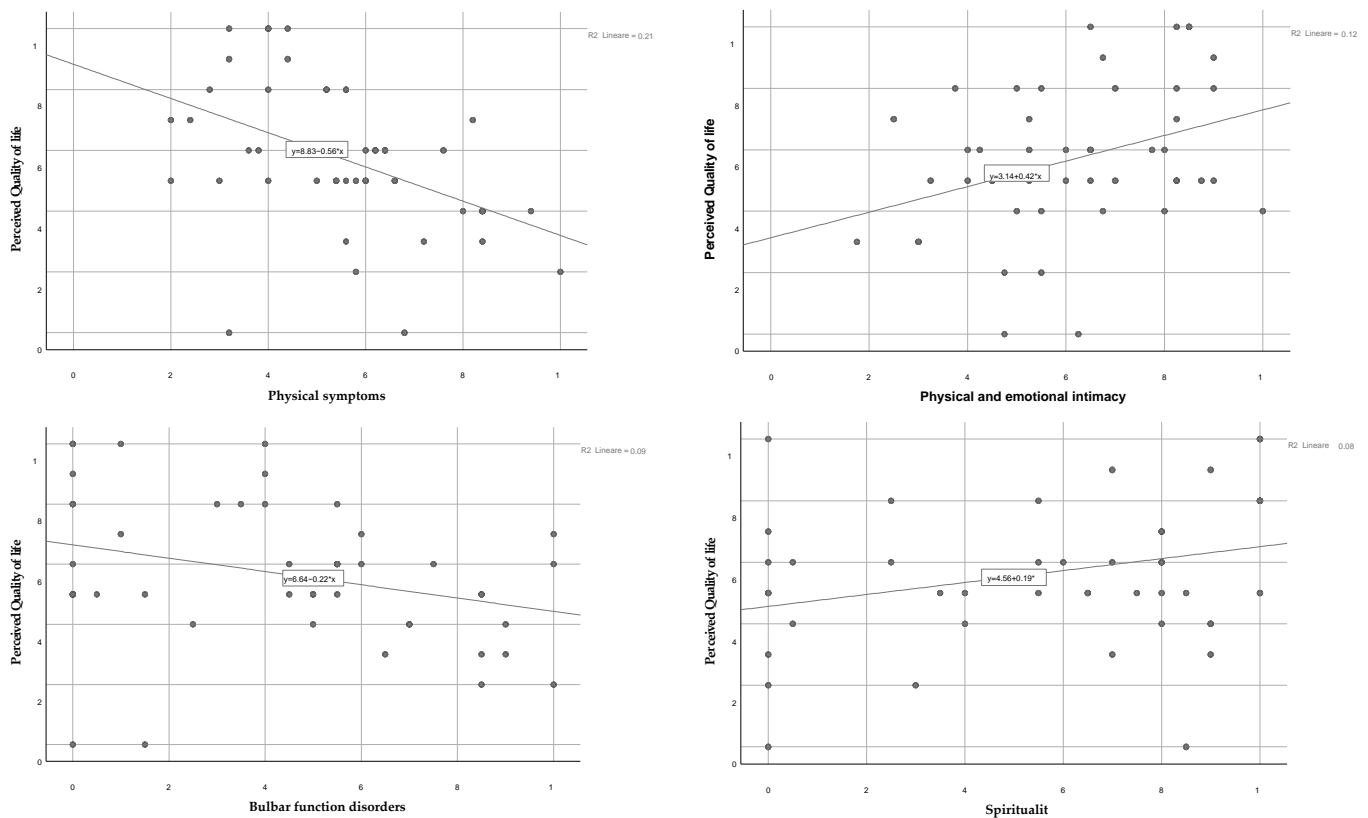 R2 Lineare = 0.21
1
8
6
4
2
0
Perceived Quality of life
y=8.83−0.56*x
0 2 4 6 8 1
Physical symptoms
R2 Lineare = 0.12
1
8
6
4
2
0
Perceived Quality of life
y=3.14+0.42*x
0 2 4 6 8 1
Physical and emotional intimacy
R2 Lineare = 0.09
1
8
6
4
2
0
Perceived Quality of life
y=6.64−0.22*x
0 2 4 6 8 1
Bulbar function disorders
R2 Lineare 0.08
1
8
6
4
2
0
Perceived Quality of life
y=4.56+0.19*
0 2 4 6 8 1
Spiritualit